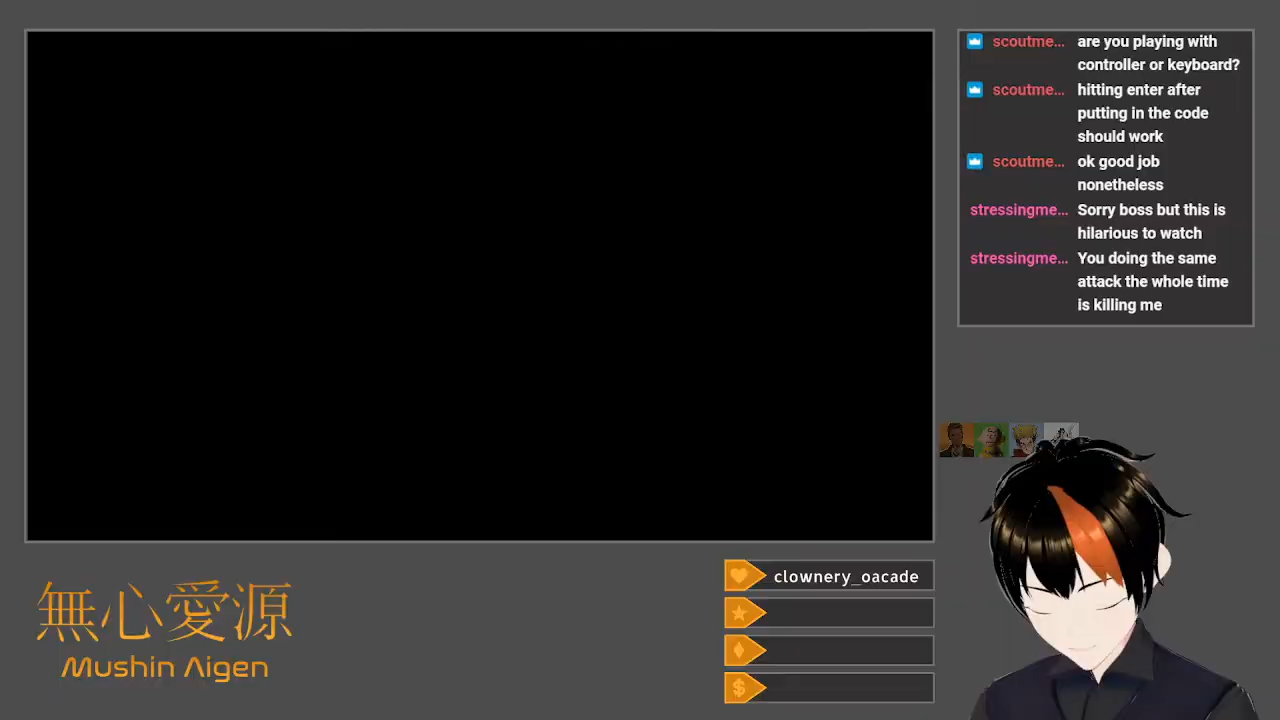 scoutme... are you playing with
controller or keyboard?
scoutme... hitting enter after
putting in the code
should work
scoutme... ok good job
nonetheless
stressingme... Sorry boss but this is
hilarious to watch
stressingme... You doing the same
attack the whole time
is killing me
clownery_oacade
無心愛源
Mushin Aigen
$